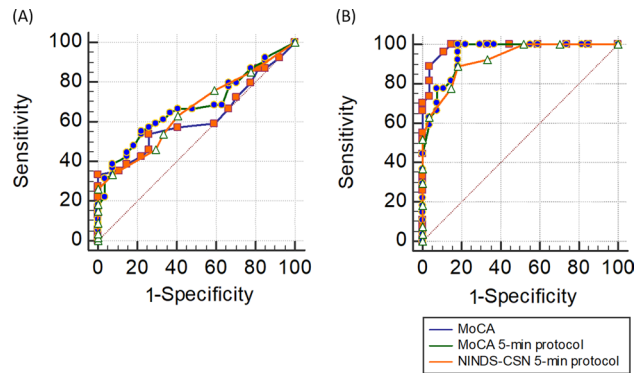 (A)
(B)
100
80
60
40
20
0
Sensitivity
0 20 40 60 80 100
1-Specificity
100
80
60
40
20
0
Sensitivity
0 20 40 60 80 100
1-Specificity
MoCA
MoCA 5-min protocol
NINDS-CSN 5-min protocol